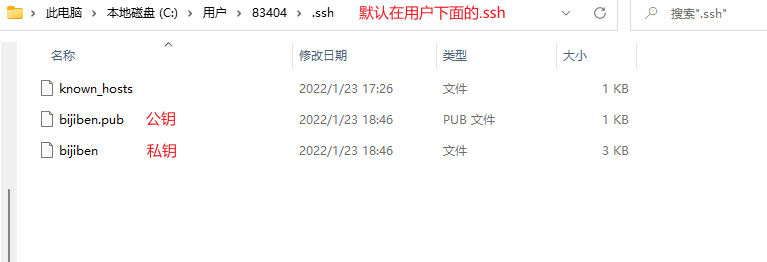 此电脑 > 本地磁盘 (C:) > 用户 > 83404 > .ssh 默认在用户下面的.ssh 搜索".ssh"
名称 修改日期 类型 大小
known_hosts 2022/1/23 17:26 文件 1 KB
bijiben.pub 公钥 2022/1/23 18:46 PUB 文件 1 KB
bijiben 私钥 2022/1/23 18:46 文件 3 KB